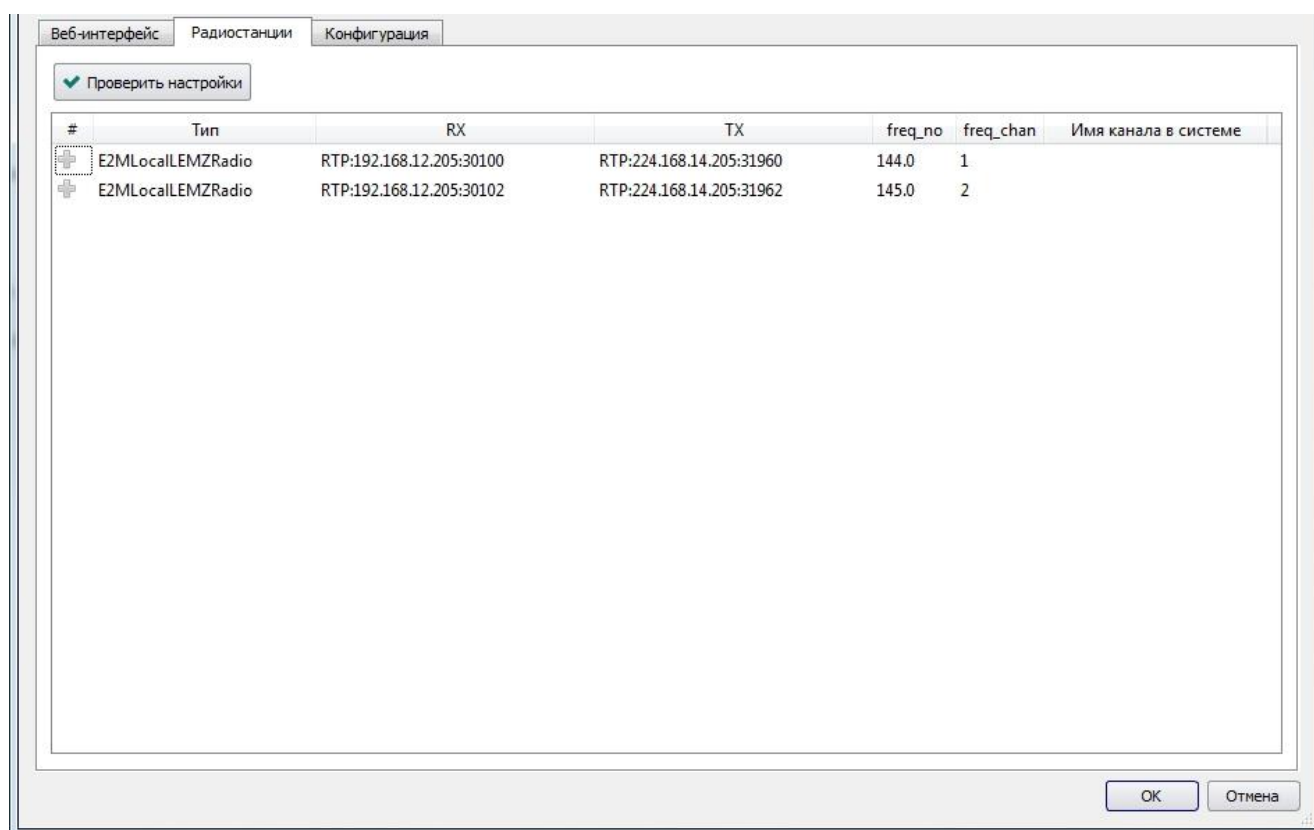 Веб-интерфейс Радиостанции Конфигурация
Проверить настройки
# Тип RX TX freq_no freq_chan Имя канала в системе
E2MLocalLEMZRadio RTP:192.168.12.205:30100 RTP:224.168.14.205:31960 144.0 1
E2MLocalLEMZRadio RTP:192.168.12.205:30102 RTP:224.168.14.205:31962 145.0 2
OK Отмена